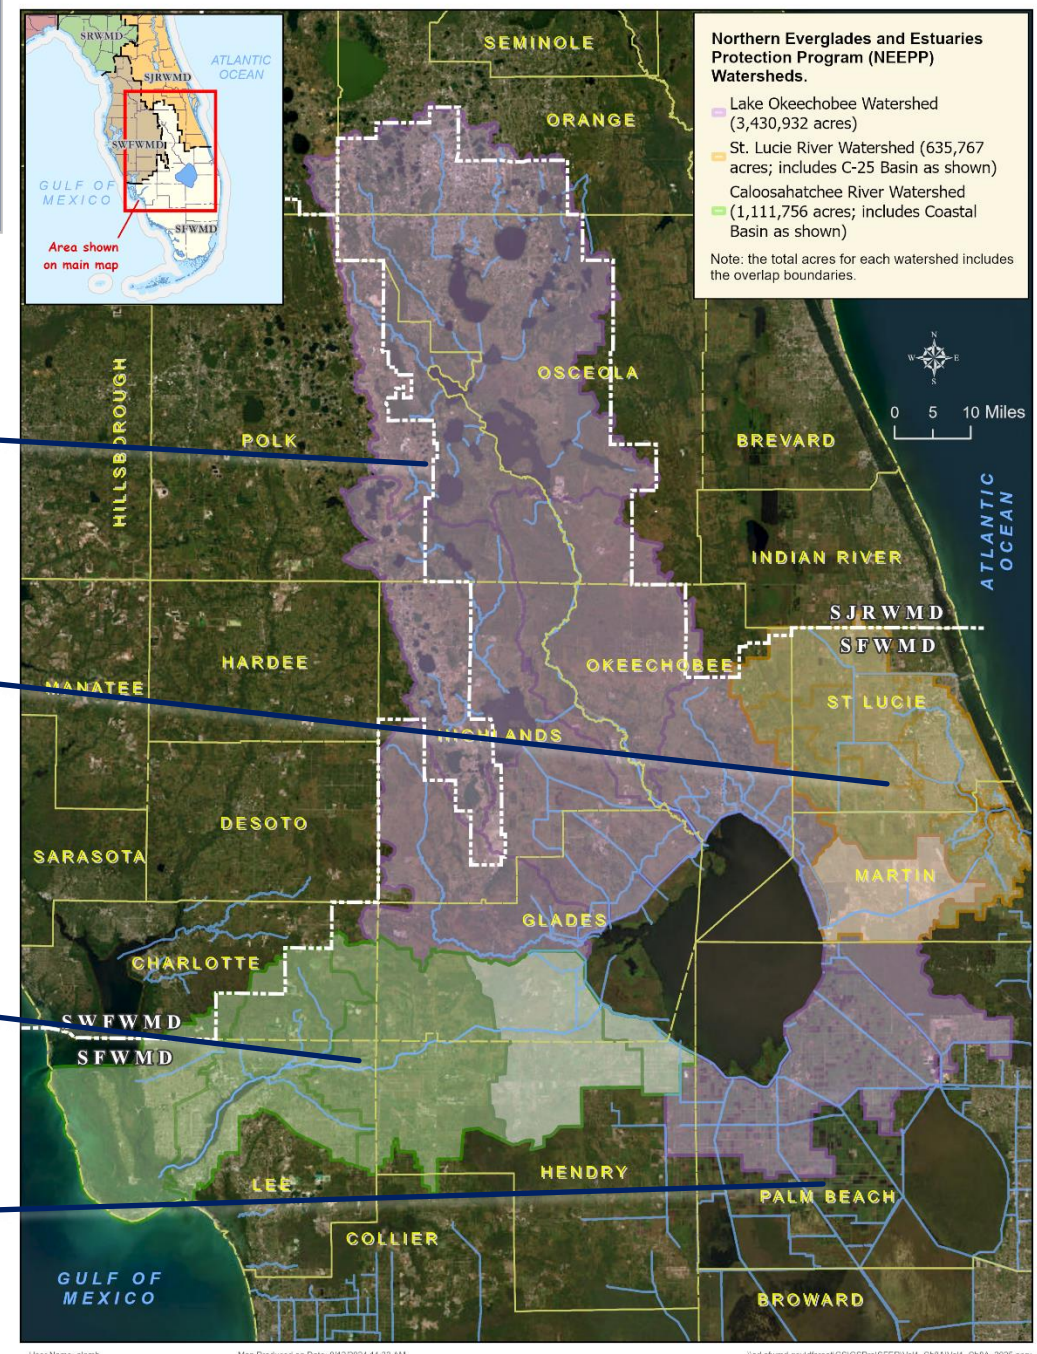 SRWMD
SJRWMD
ATLANTIC
OCEAN
SWFWMD
GULF OF
MEXICO
SFWMD
Area shown
on main map
Northern Everglades and Estuaries
Protection Program (NEEPP)
Watersheds.
Lake Okeechobee Watershed
(3,430,932 acres)
St. Lucie River Watershed (635,767
acres; includes C-25 Basin as shown)
Caloosahatchee River Watershed
(1,111,756 acres; includes Coastal
Basin as shown)
Note: the total acres for each watershed includes
the overlap boundaries.
SEMINOLE
ORANGE
N
W E
S
0 5 10 Miles
HILLSBOROUGH
POLK
OSCEOLA
BREVARD
ATLANTIC
OCEAN
INDIAN RIVER
SJRWMD
SFWMD
HARDEE
OKEECHOBEE
MANATEE
ST LUCIE
HIGHLANDS
DESOTO
SARASOTA
MARTIN
GLADES
CHARLOTTE
SWFWMD
SFWMD
HENDRY
LEE
PALM BEACH
COLLIER
GULF OF
MEXICO
BROWARD